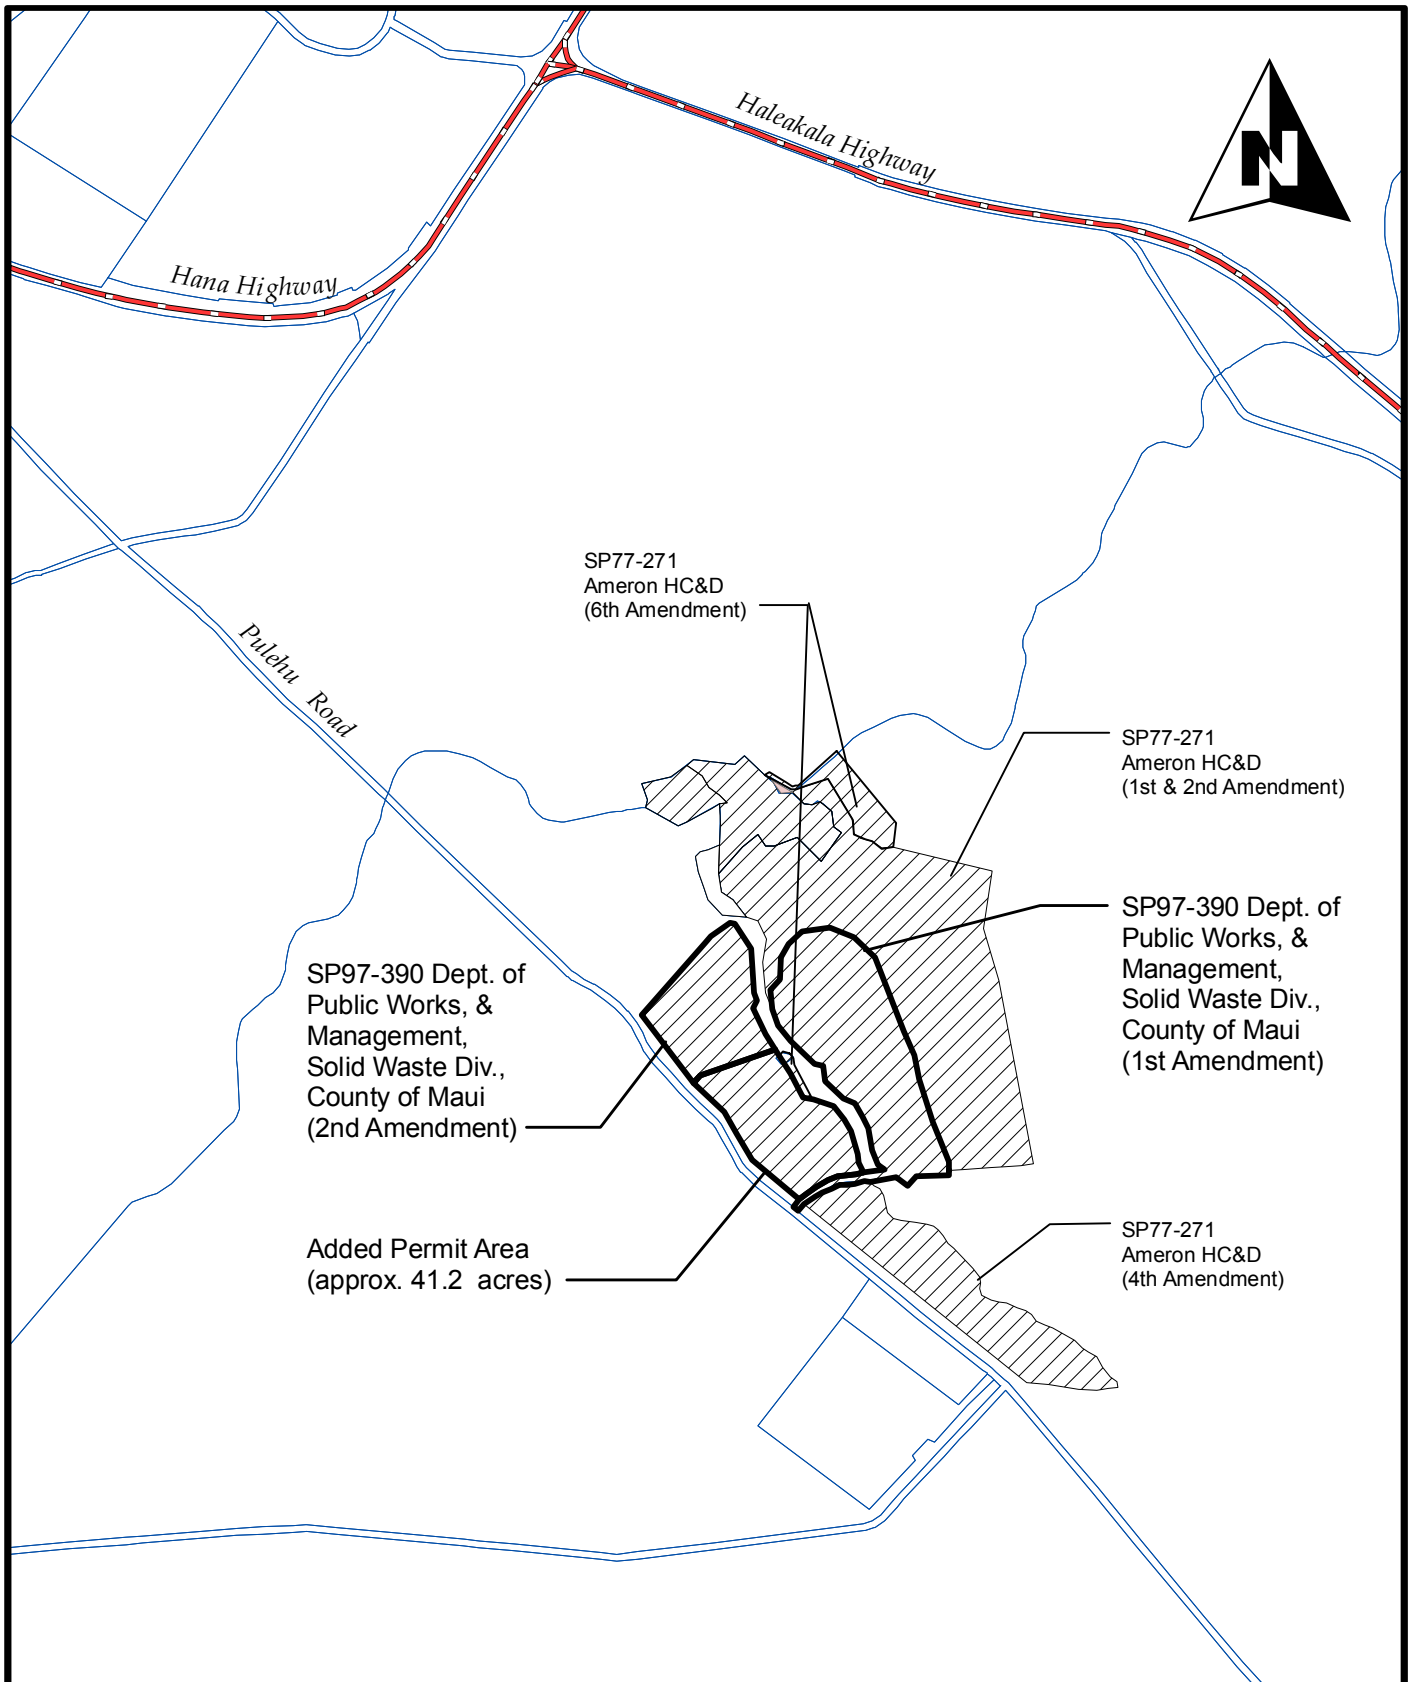 Haleakala Highway
N
Hana Highway
SP77-271
Ameron HC&D
(6th Amendment)
Pulehu Road
SP77-271
Ameron HC&D
(1st & 2nd Amendment)
SP97-390 Dept. of
Public Works, &
Management,
Solid Waste Div.,
County of Maui
(1st Amendment)
SP97-390 Dept. of
Public Works, &
Management,
Solid Waste Div.,
County of Maui
(2nd Amendment)
Added Permit Area
(approx. 41.2 acres)
SP77-271
Ameron HC&D
(4th Amendment)